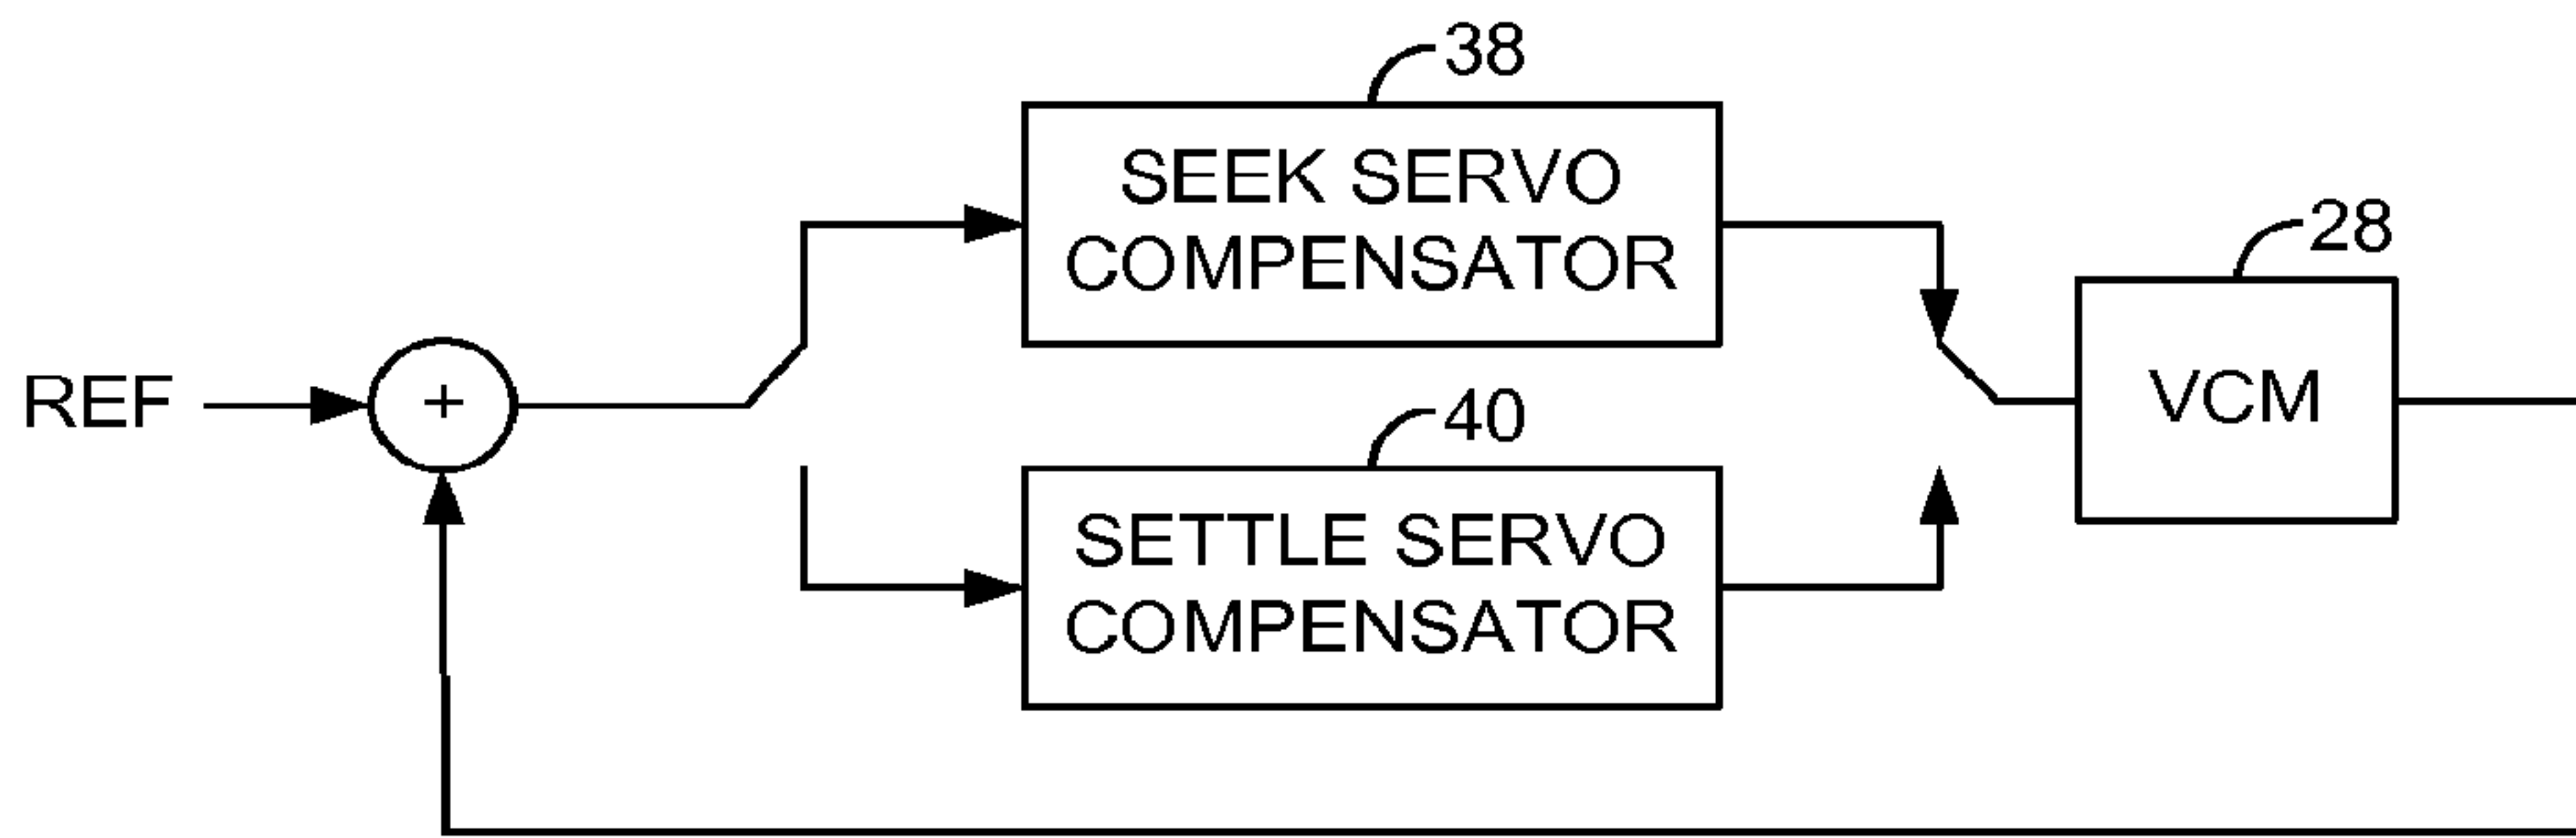 38
SEEK SERVO
COMPENSATOR
28
REF
+
VCM
40
SETTLE SERVO
COMPENSATOR